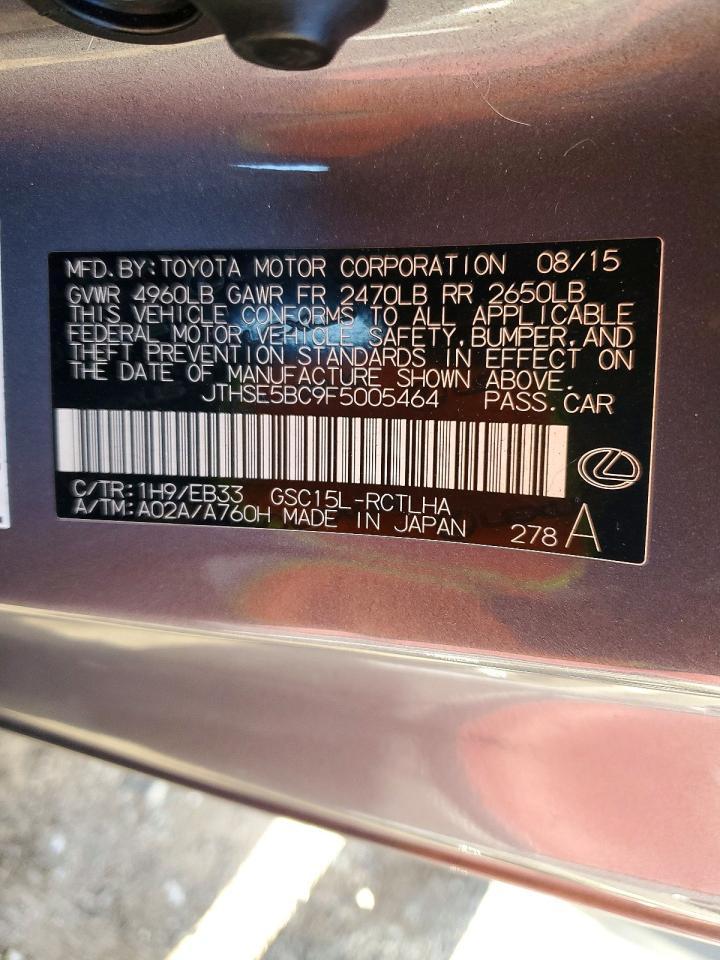 MFD. BY: TOYOTA MOTOR CORPORATION 08/15
GVWR 4960LB GAWR FR 2470LB RR 2650LB
THIS VEHICLE CONFORMS TO ALL APPLICABLE
FEDERAL MOTOR VEHICLE SAFETY, BUMPER, AND
THEFT PREVENTION STANDARDS IN EFFECT ON
THE DATE OF MANUFACTURE SHOWN ABOVE.
JTHSE5BC9F5005464 PASS. CAR
C/TR: 1H9/EB33 GSC15L-RCTLHA
A/TM: A02A/A760H MADE IN JAPAN 278 A